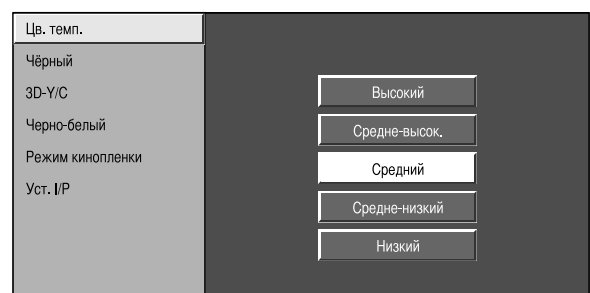 Цв. темп.
Чёрный
3D-Y/C
Черно-белый
Режим кинопленки
Уст. I/P
Высокий
Средне-высок.
Средний
Средне-низкий
Низкий